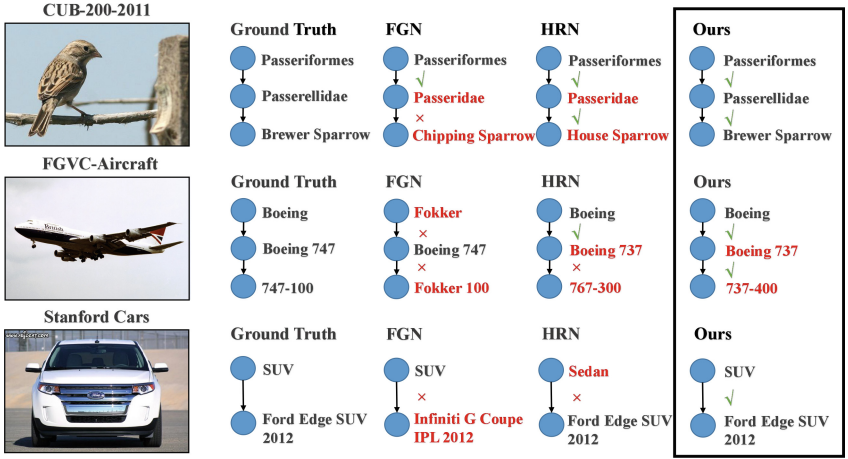 CUB-200-2011
Ground Truth FGN HRN Ours
Passeriformes Passeriformes Passeriformes Passeriformes
Passerellidae Passeridae Passeridae Passerellidae
Brewer Sparrow Chipping Sparrow House Sparrow Brewer Sparrow
FGVC-Aircraft
Ground Truth FGN HRN Ours
Boeing Fokker Boeing Boeing
British
Boeing 747 Boeing 747 Boeing 737 Boeing 737
747-100 Fokker 100 767-300 737-400
Stanford Cars
Ground Truth FGN HRN Ours
SUV SUV Sedan SUV
Ford
Ford Edge SUV Infiniti G Coupe Ford Edge SUV Ford Edge SUV
2012 IPL 2012 2012 2012